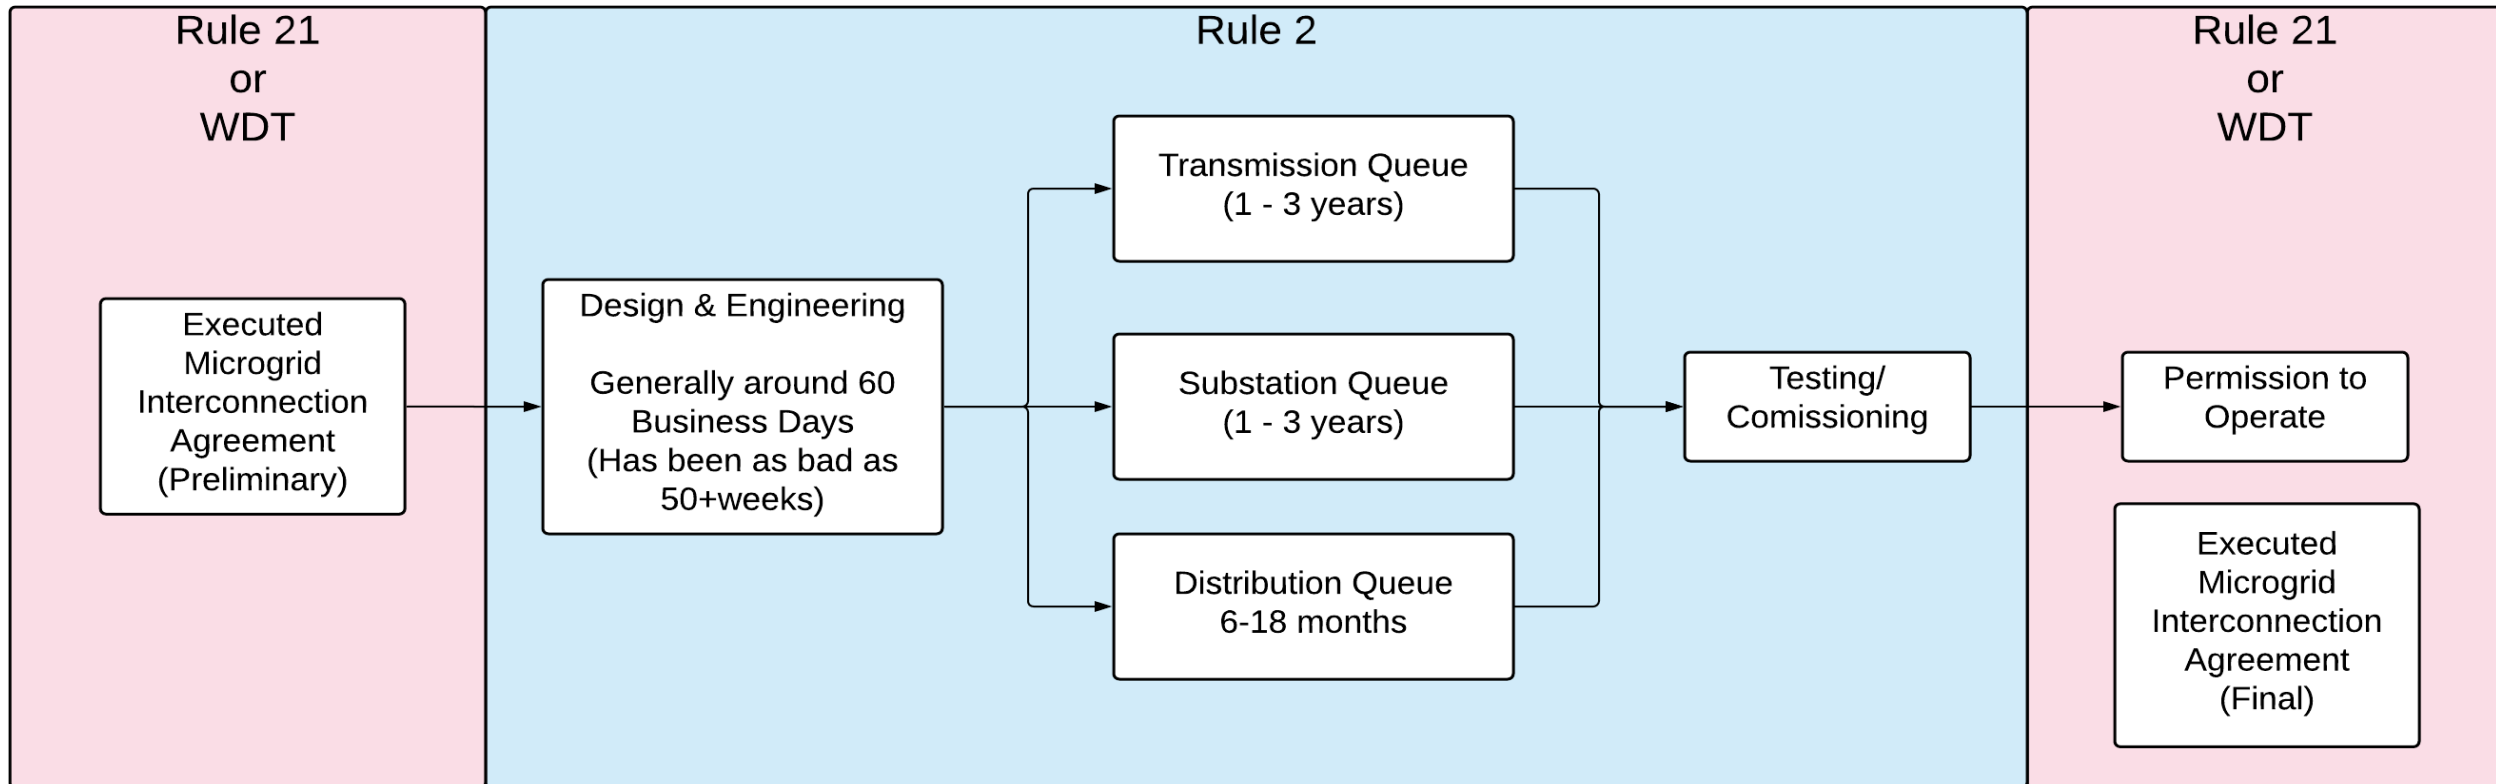 Rule 21
or
WDT
Executed
Microgrid
Interconnection
Agreement
(Preliminary)
Rule 2
Design & Engineering
Generally around 60
Business Days
(Has been as bad as
50+weeks)
Transmission Queue
(1 - 3 years)
Substation Queue
(1 - 3 years)
Distribution Queue
6-18 months
Testing/
Comissioning
Rule 21
or
WDT
Permission to
Operate
Executed
Microgrid
Interconnection
Agreement
(Final)